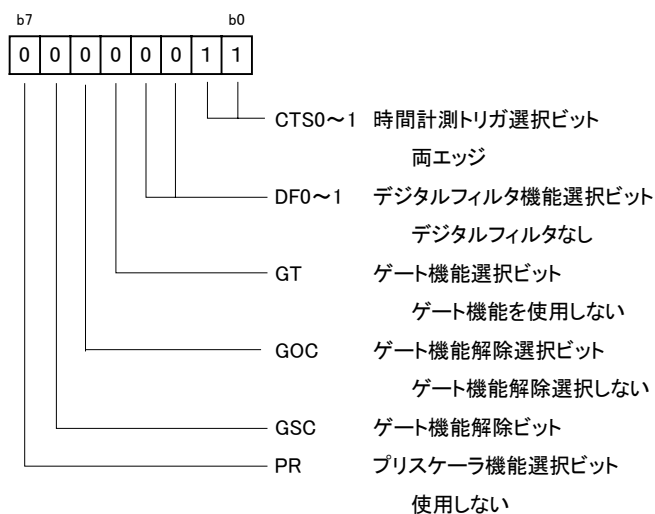 b7 b0
0 0 0 0 0 0 1 1
CTS0～1 時間計測トリガ選択ビット
両エッジ
DF0～1 デジタルフィルタ機能選択ビット
デジタルフィルタなし
GT ゲート機能選択ビット
ゲート機能を使用しない
GOC ゲート機能解除選択ビット
ゲート機能解除選択しない
GSC ゲート機能解除ビット
PR プリスケーラ機能選択ビット
使用しない